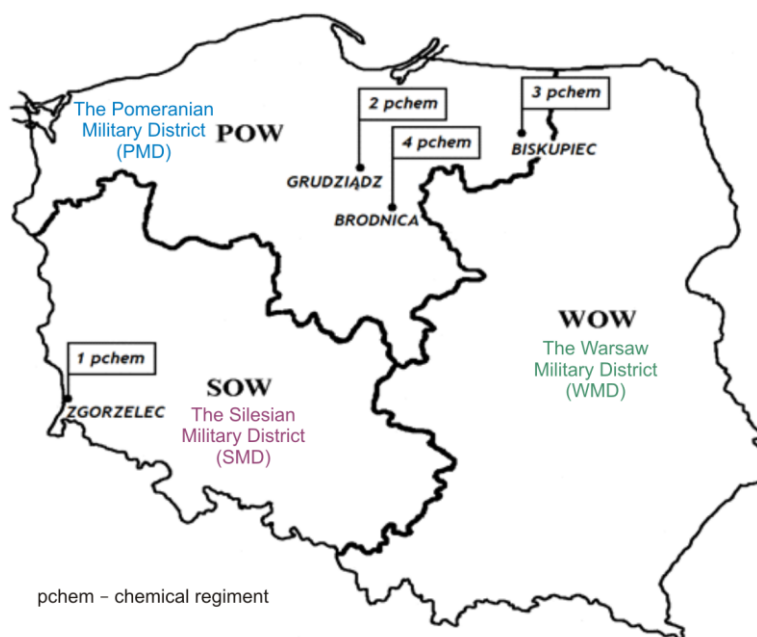 The Pomeranian
Military District
(PMD)
POW
2 pchem
3 pchem
4 pchem
BISKUPIEC
GRUDZIĄDZ
BRODNICA
WOW
The Warsaw
Military District
(WMD)
1 pchem
ZGORZELEC
SOW
The Silesian
Military District
(SMD)
pchem – chemical regiment